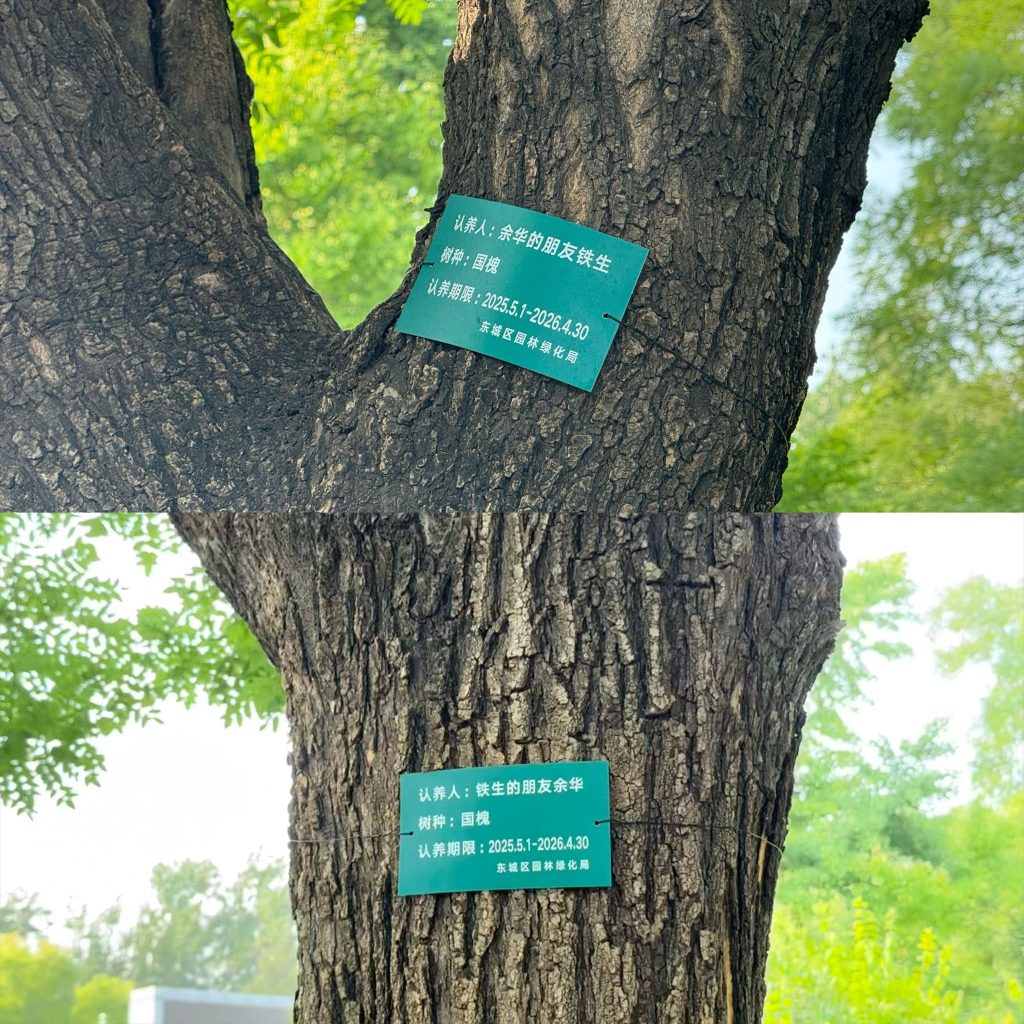 认养人：余华的朋友铁生
树种：国槐
认养期限：2025.5.1-2026.4.30
东城区园林绿化局
认养人：铁生的朋友余华
树种：国槐
认养期限：2025.5.1-2026.4.30
东城区园林绿化局